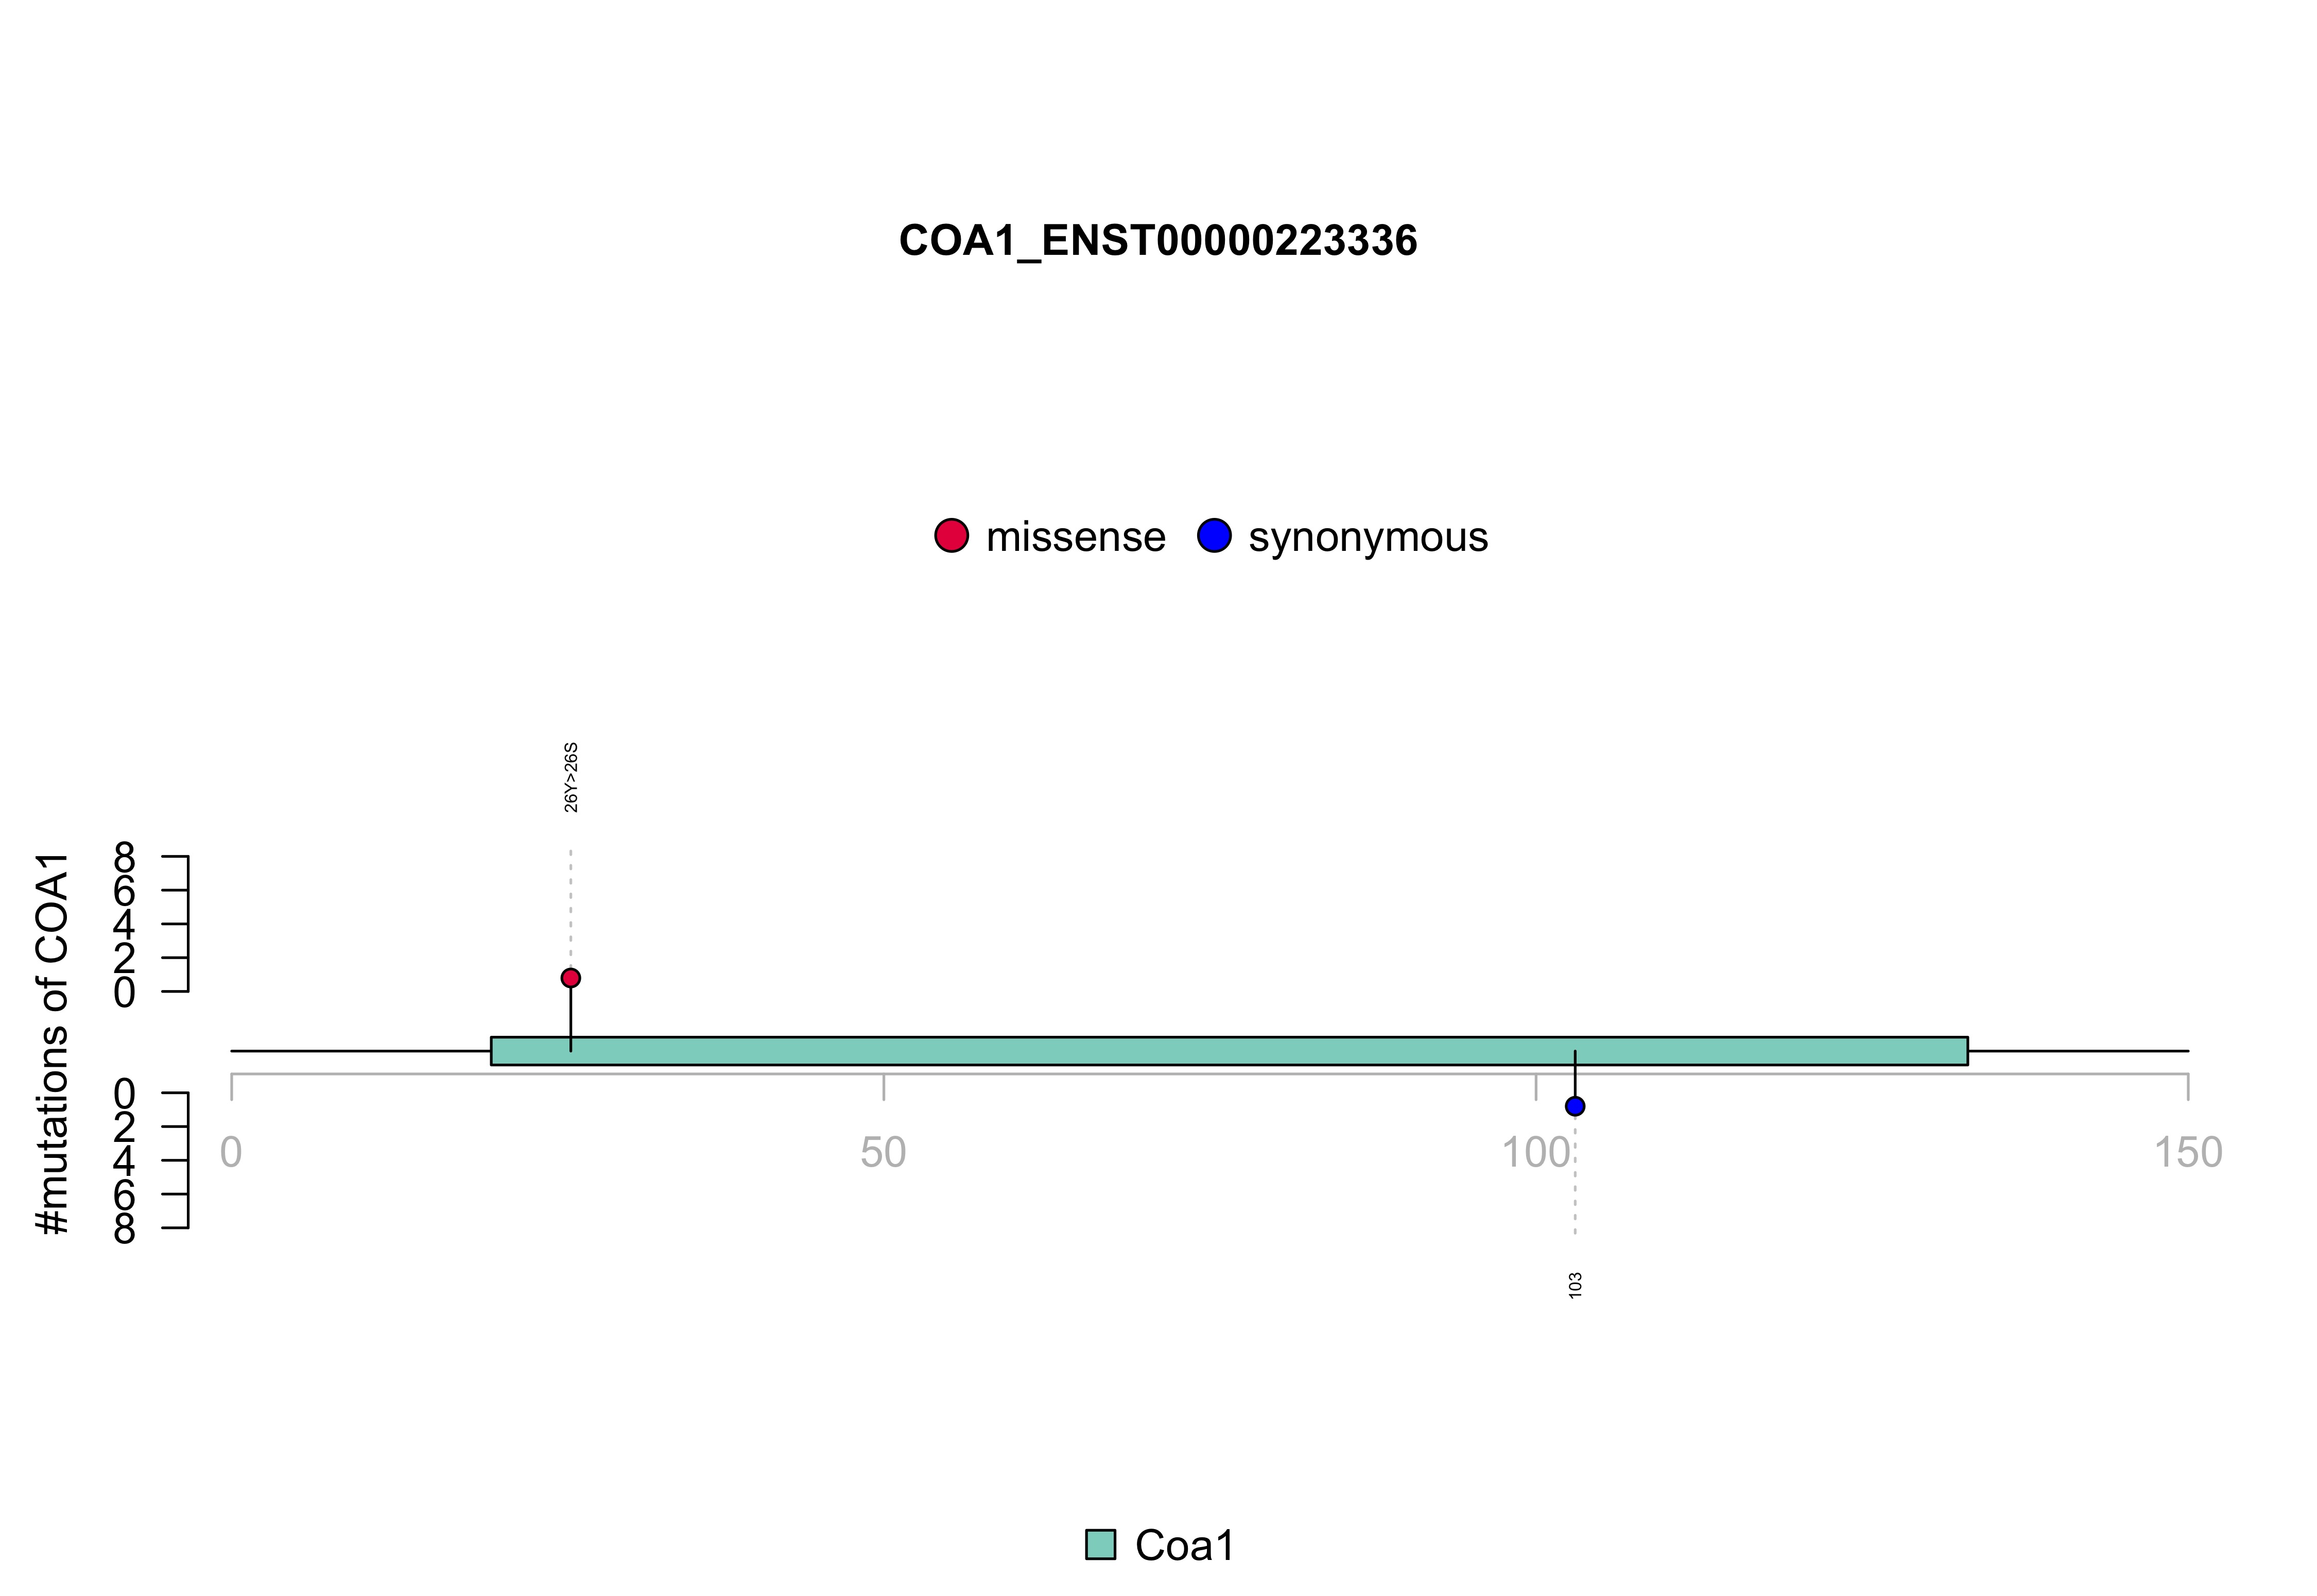 COA1_ENST00000223336
missense synonymous
26Y>26S
#mutations of COA1
8
6
4
2
0
0
2
4
6
8
0 50 100 150
103
Coa1